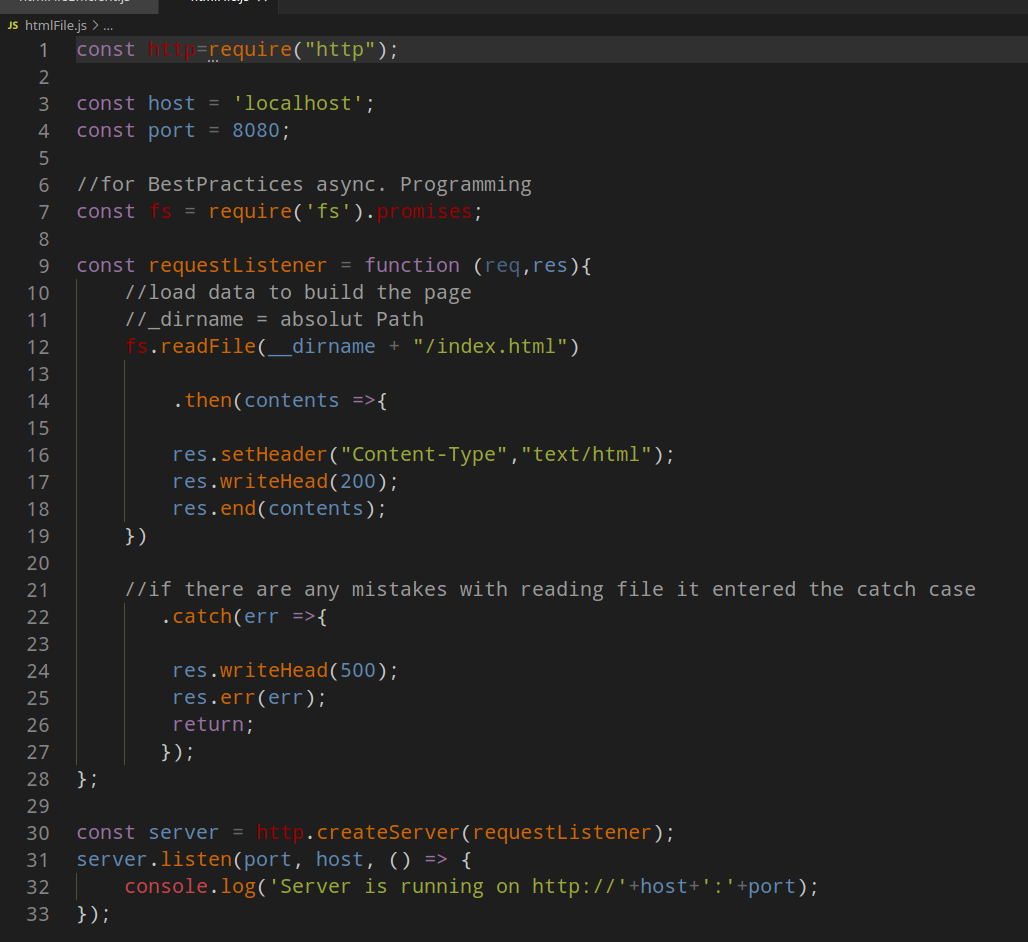 JS htmlFile.js > ...
1 const http=require("http");
2
3 const host = 'localhost';
4 const port = 8080;
5
6 //for BestPractices async. Programming
7 const fs = require('fs').promises;
8
9 const requestListener = function (req,res){
10 //load data to build the page
11 //_dirname = absolut Path
12 fs.readFile(__dirname + "/index.html")
13
14 .then(contents =>{
15
16 res.setHeader("Content-Type","text/html");
17 res.writeHead(200);
18 res.end(contents);
19 })
20
21 //if there are any mistakes with reading file it entered the catch case
22 .catch(err =>{
23
24 res.writeHead(500);
25 res.err(err);
26 return;
27 });
28 };
29
30 const server = http.createServer(requestListener);
31 server.listen(port, host, () => {
32 console.log('Server is running on http://'+host+':'+port);
33 });